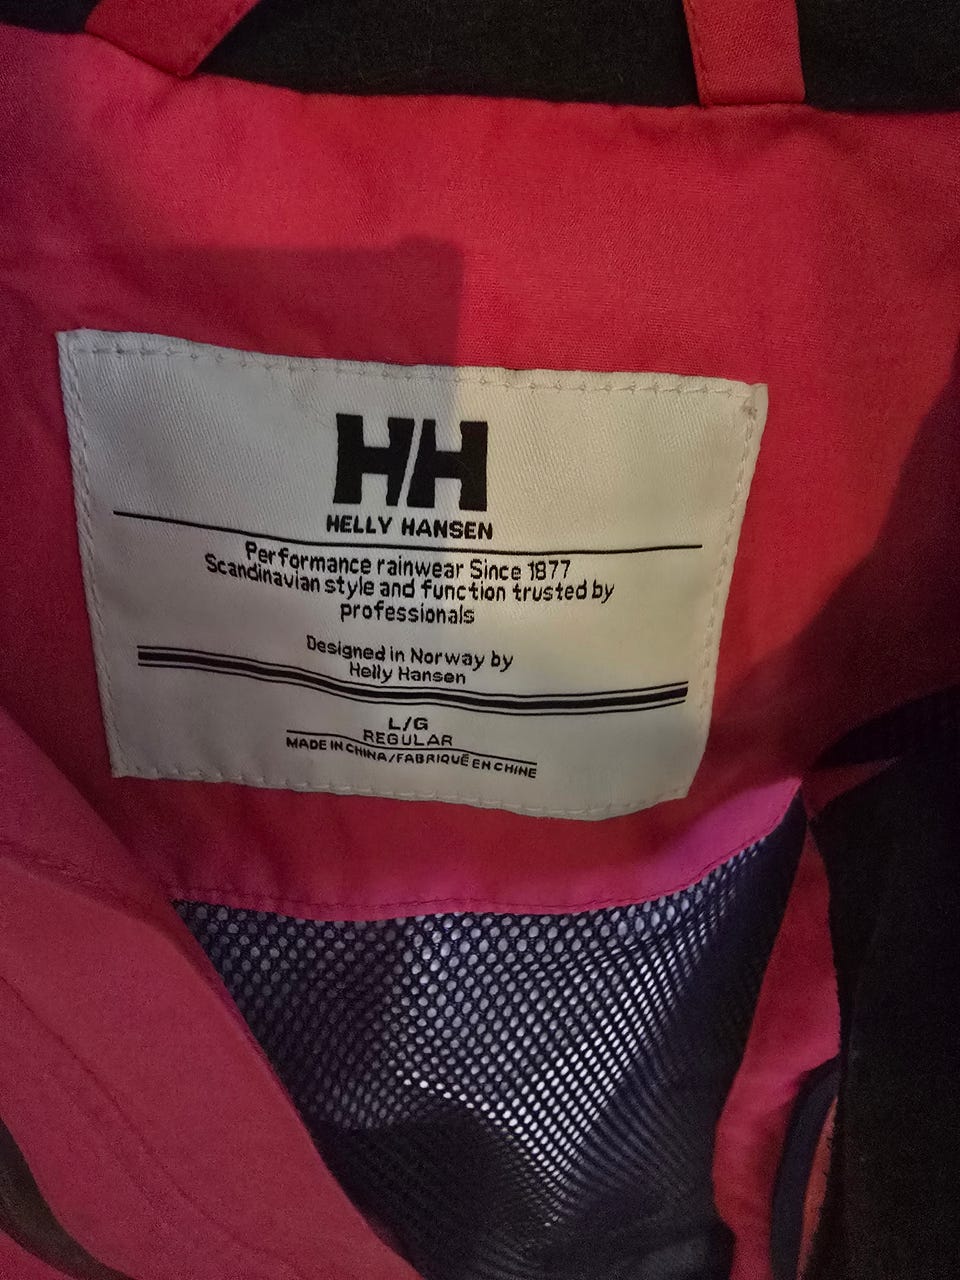 HH
HELLY HANSEN
Performance rainwear Since 1877
Scandinavian style and function trusted by
professionals
Designed in Norway by
Helly Hansen
L/G
REGULAR
MADE IN CHINA/FABRIQUÉ EN CHINE